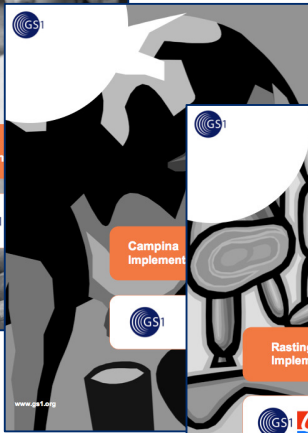 GS1
GS1
Campina
Implement
GS1
www.gs1.org
Rasting
Implem
GS1